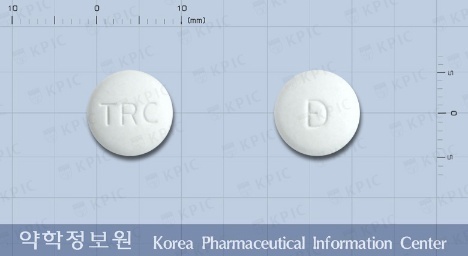 10 0 10 (mm)
TRC D
5
0
5
약학정보원 Korea Pharmaceutical Information Center